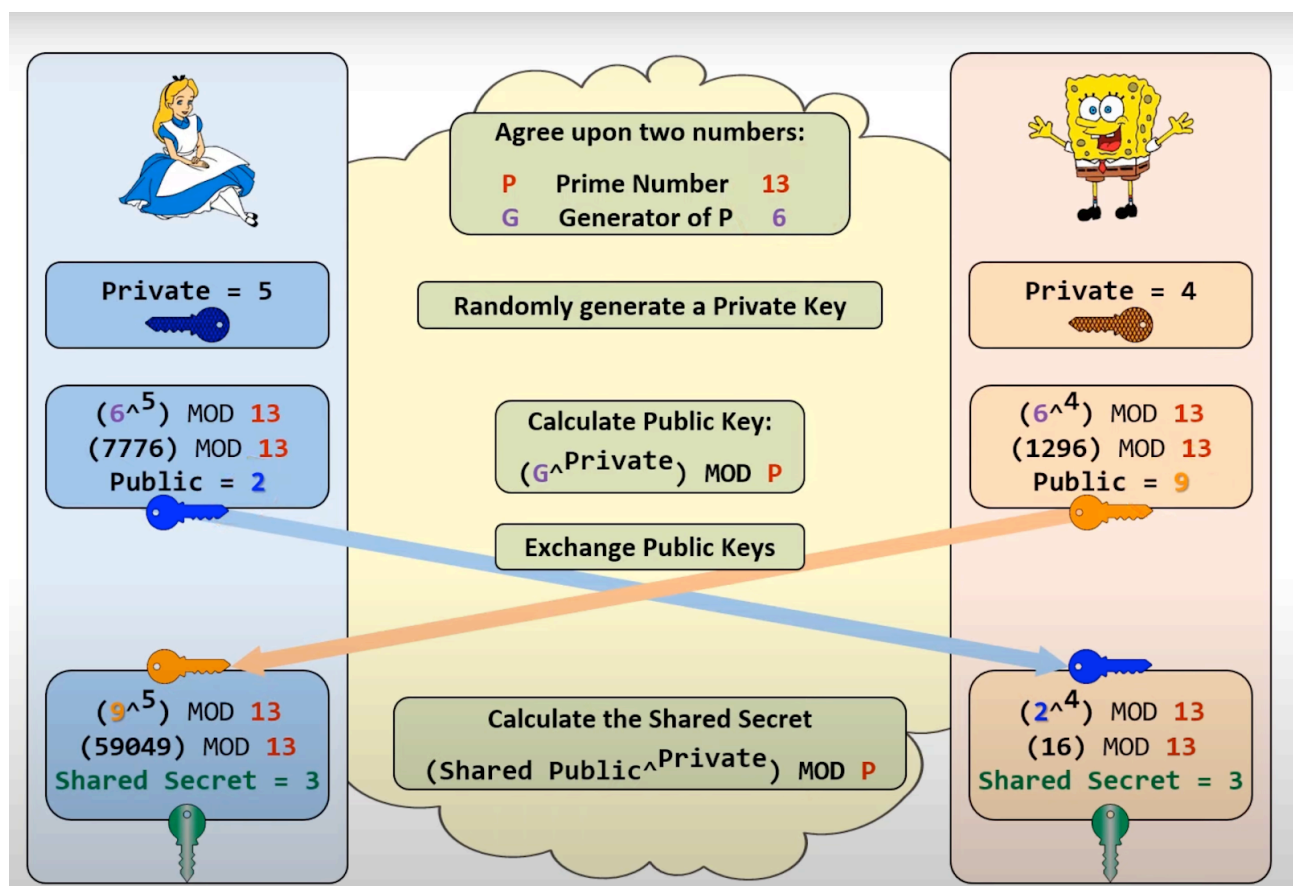 Agree upon two numbers:
P Prime Number 13
G Generator of P 6
Private = 5
Randomly generate a Private Key
Private = 4
(6^5) MOD 13
(7776) MOD 13
Public = 2
Calculate Public Key:
(G^Private) MOD P
(6^4) MOD 13
(1296) MOD 13
Public = 9
Exchange Public Keys
(9^5) MOD 13
(59049) MOD 13
Shared Secret = 3
Calculate the Shared Secret
(Shared Public^Private) MOD P
(2^4) MOD 13
(16) MOD 13
Shared Secret = 3